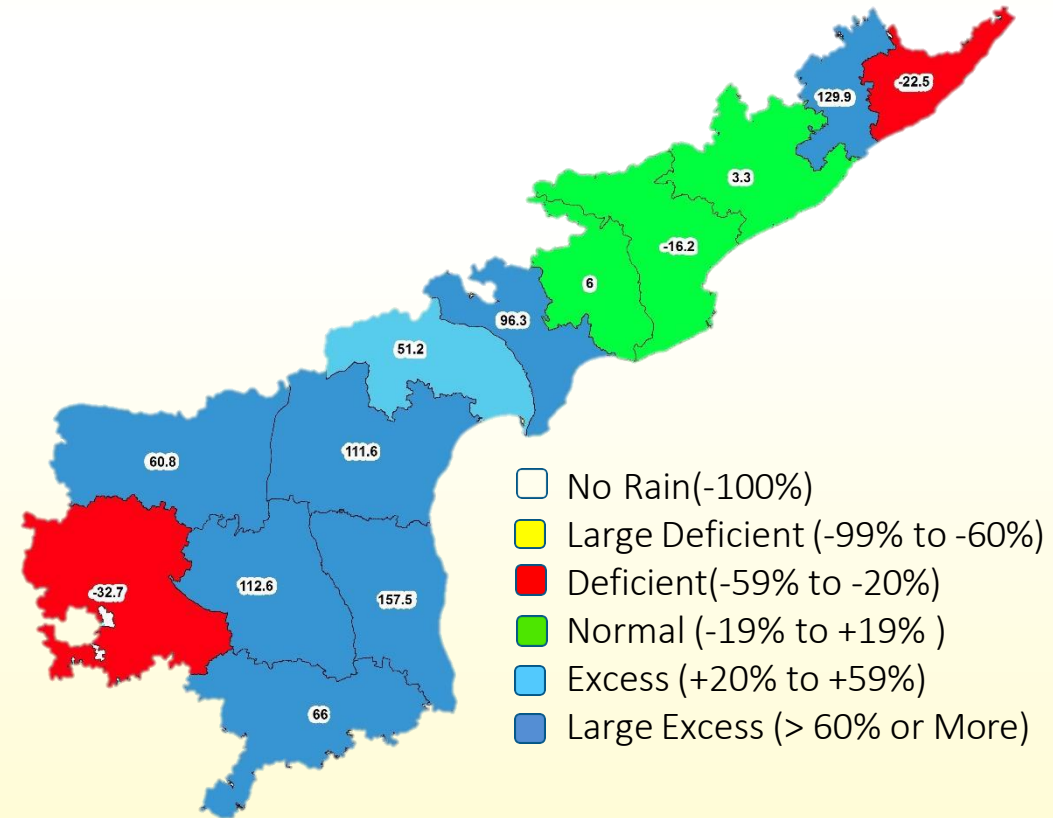 -22.5
129.9
3.3
-16.2
6
96.3
51.2
111.6
60.8
112.6
-32.7
157.5
66
No Rain(-100%)
Large Deficient (-99% to -60%)
Deficient(-59% to -20%)
Normal (-19% to +19% )
Excess (+20% to +59%)
Large Excess (> 60% or More)